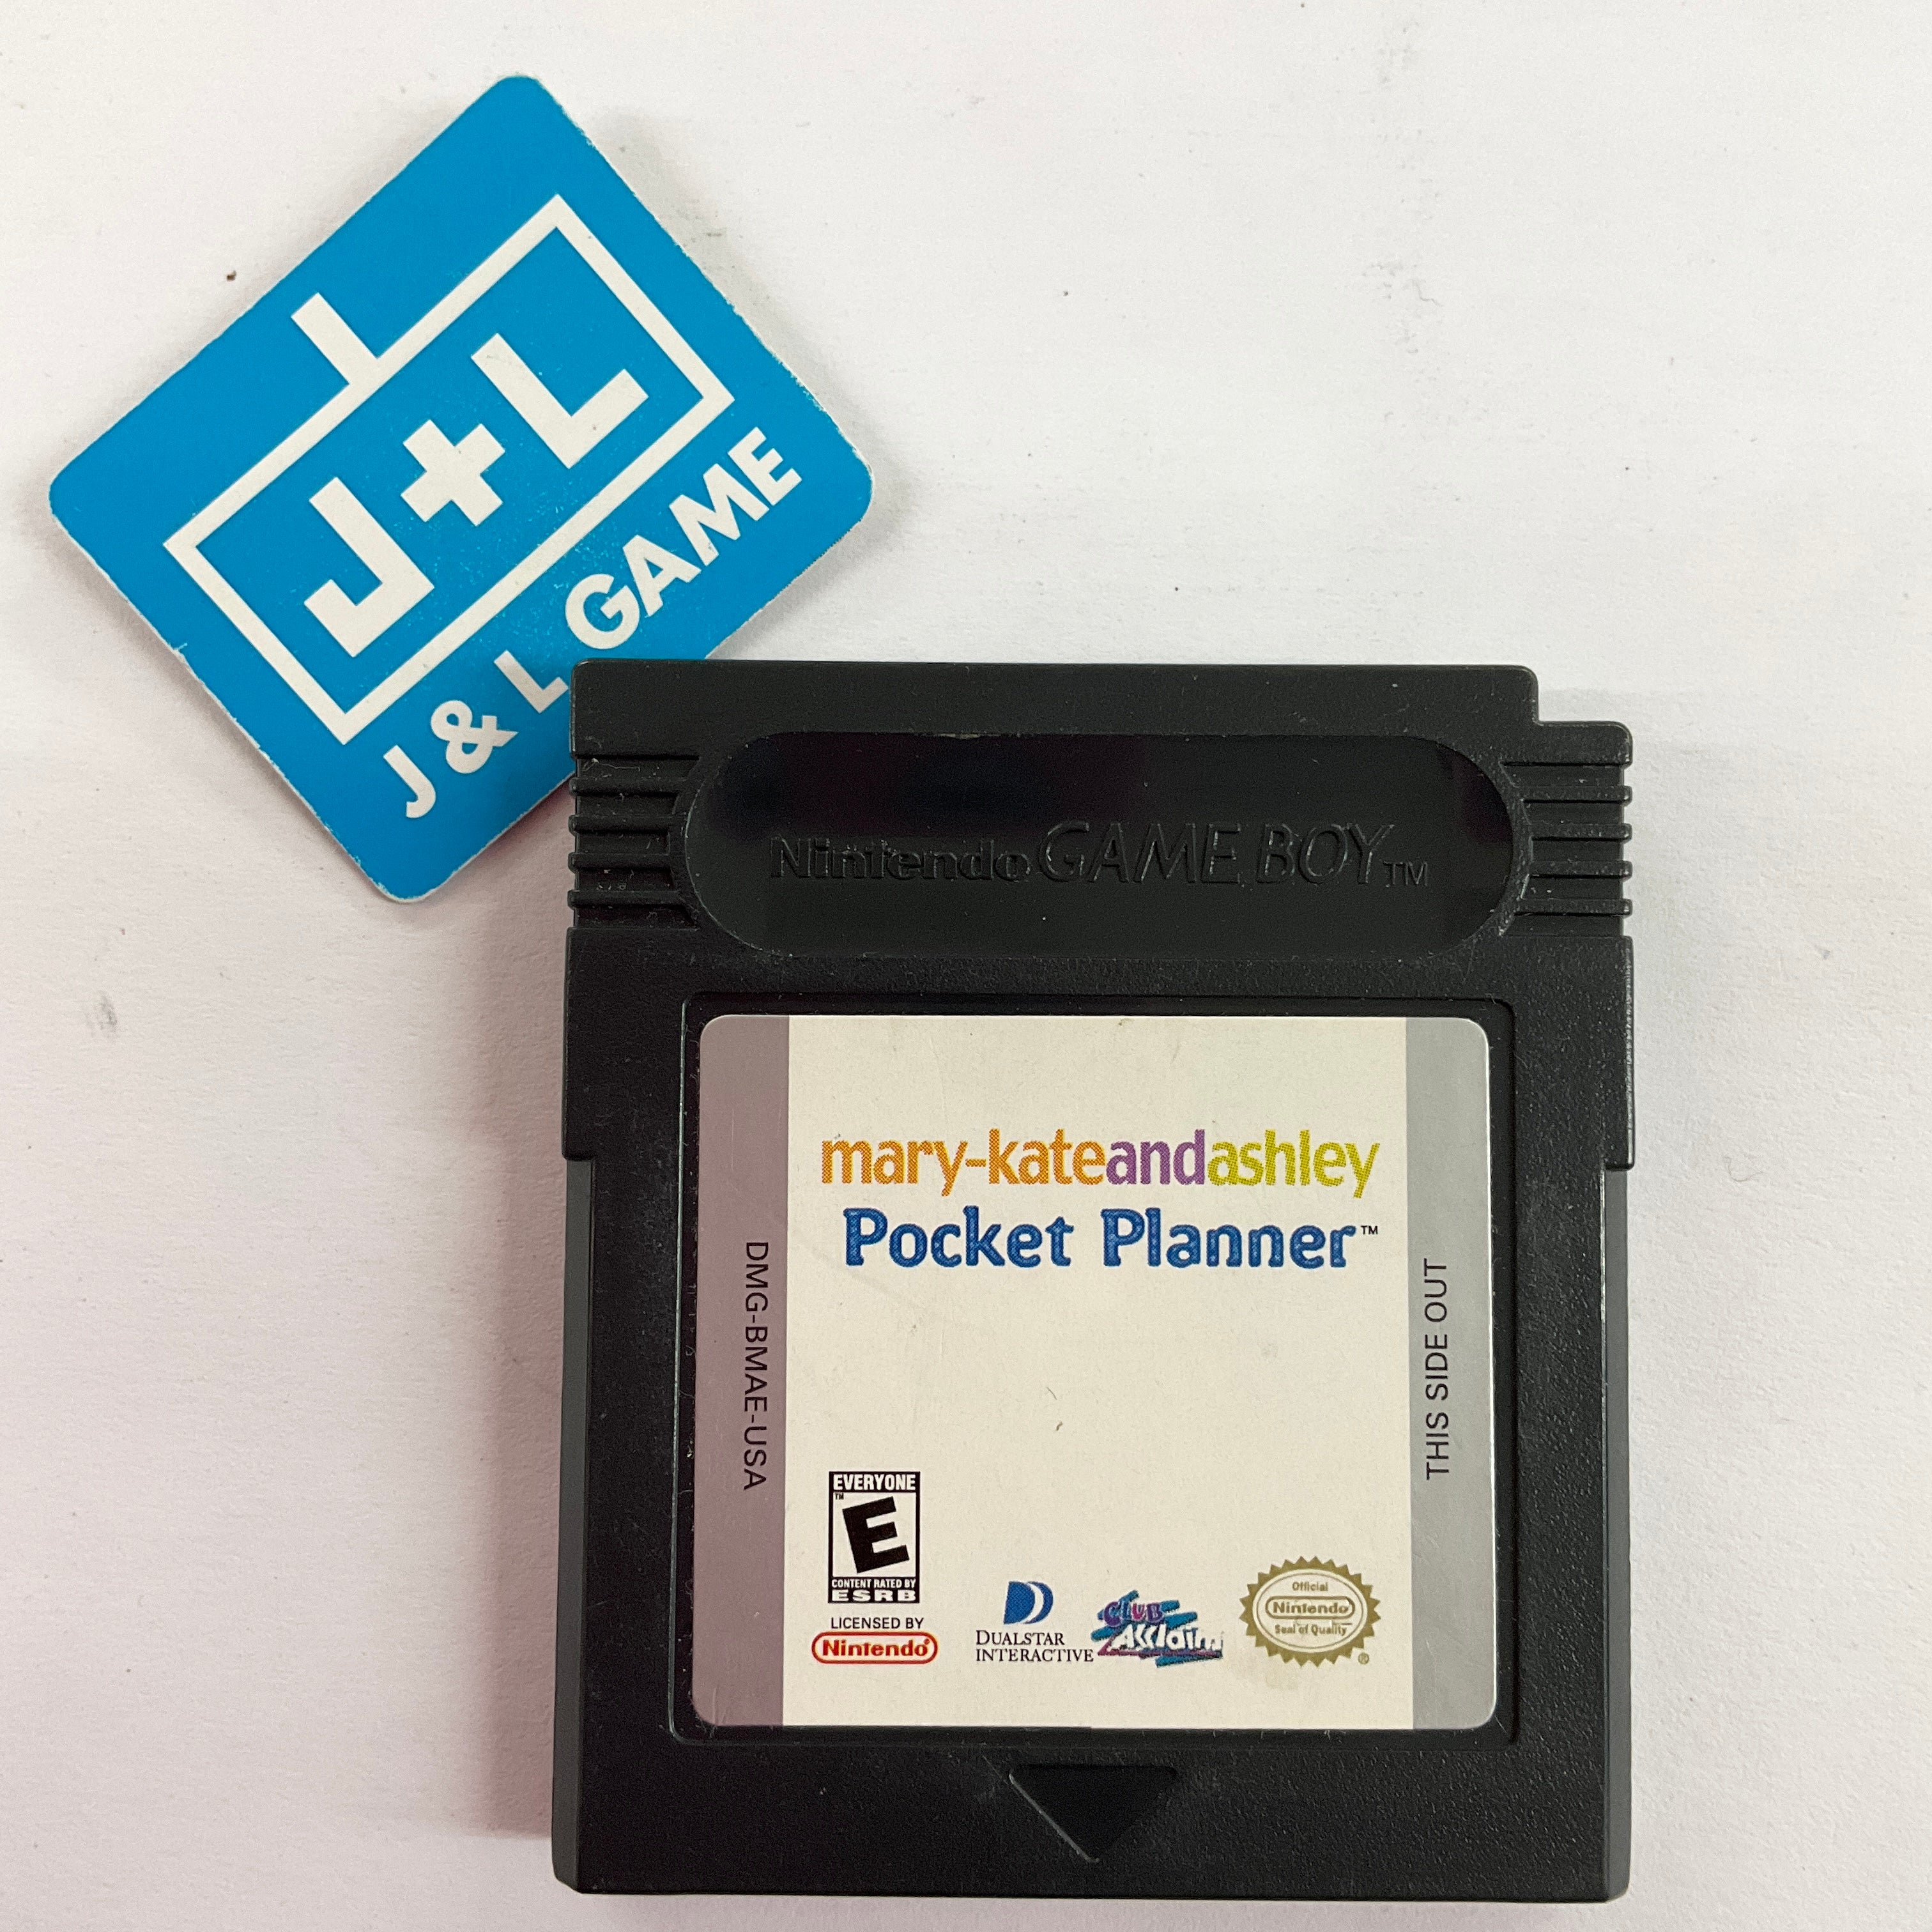 J+L
J & L GAME
Nintendo GAME BOY™
mary-kateandashley
Pocket Planner™
DMG-BMAE-USA
THIS SIDE OUT
EVERYONE
™
E
CONTENT RATED BY
ESRB
LICENSED BY
Nintendo®
DUALSTAR
INTERACTIVE
CLUB
Acclaim
Official
Nintendo
Seal of Quality
®